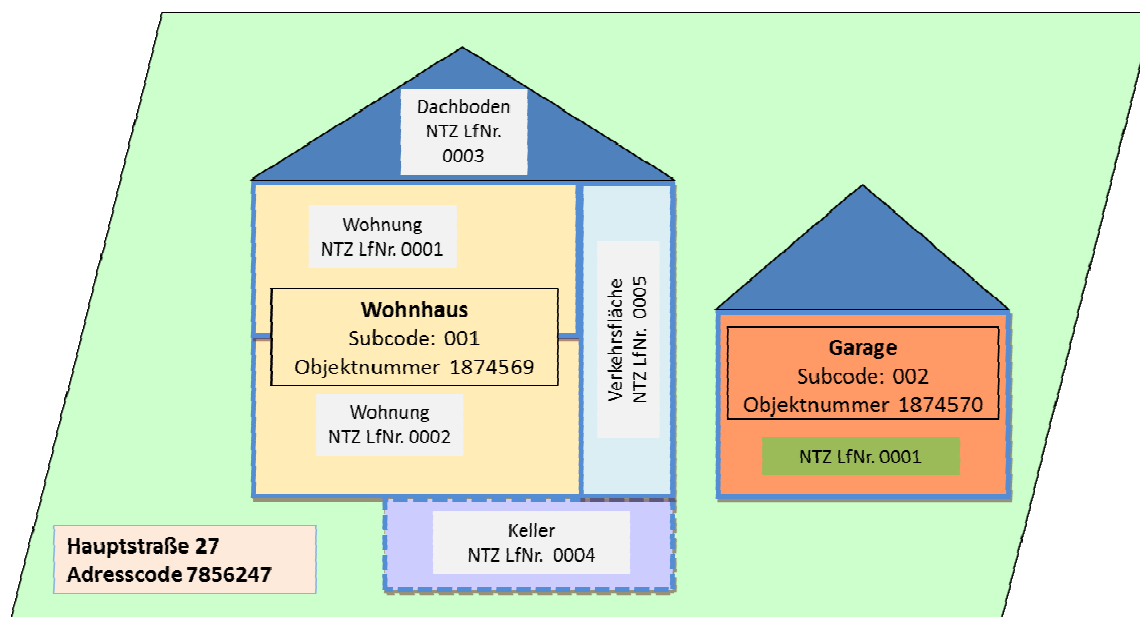 Dachboden
NTZ LfNr.
0003
Wohnung
NTZ LfNr. 0001
Wohnhaus
Subcode: 001
Objektnummer 1874569
Wohnung
NTZ LfNr. 0002
Verkehrsfläche
NTZ LfNr. 0005
Keller
NTZ LfNr. 0004
Garage
Subcode: 002
Objektnummer 1874570
NTZ LfNr. 0001
Hauptstraße 27
Adresscode 7856247